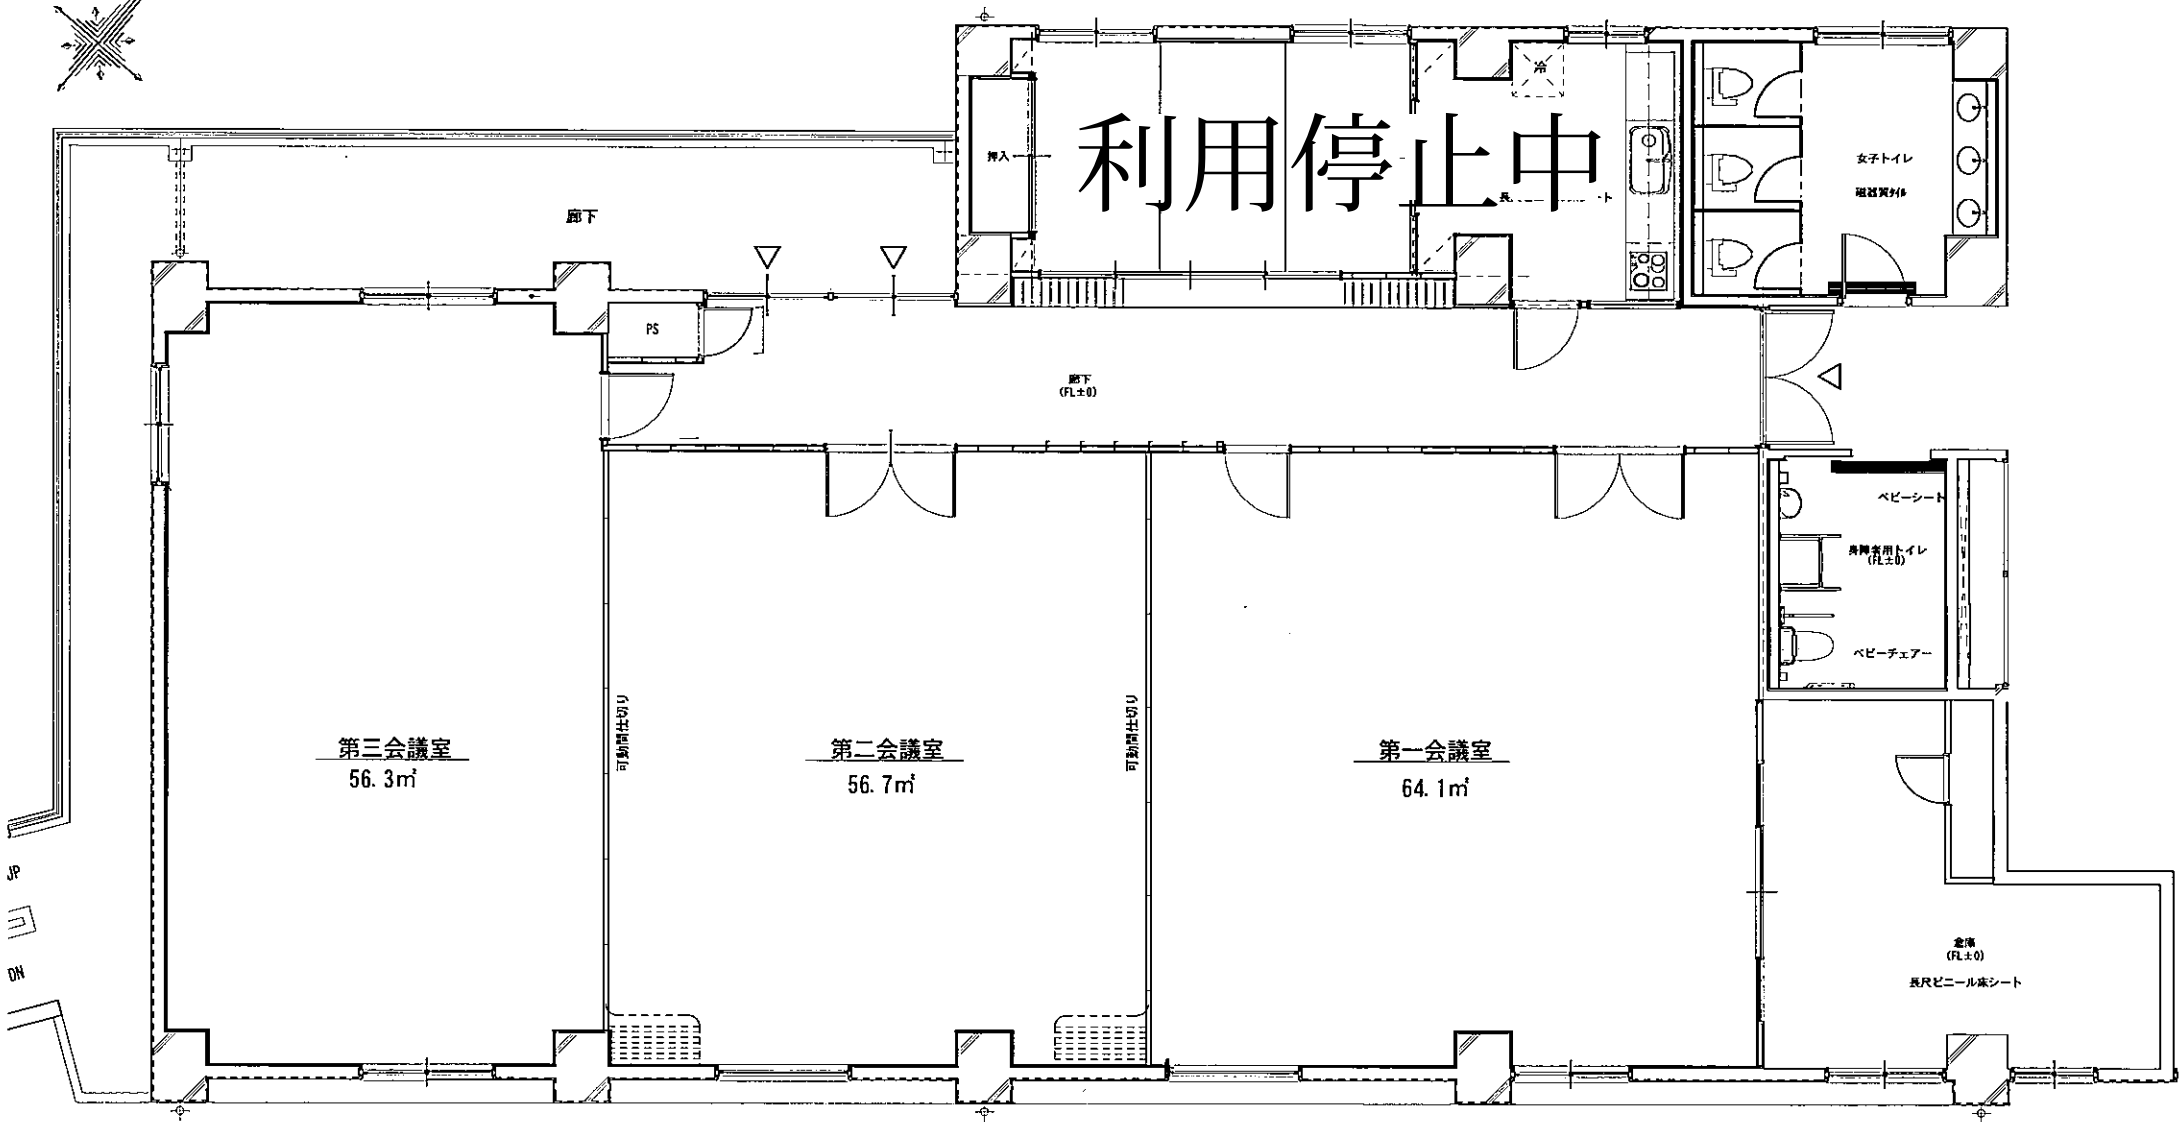 冷
押入
利用停止中
女子トイレ
磁器質ﾀｲﾙ
廊下
PS
廊下
(FL±0)
ベビーシート
身障者用トイレ
(FL±0)
ベビーチェアー
可動間仕切り
可動間仕切り
第三会議室
56.3㎡
第二会議室
56.7㎡
第一会議室
64.1㎡
UP
DN
倉庫
(FL±0)
長尺ビニール床シート